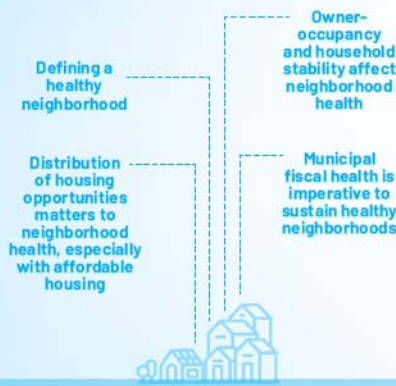 Defining a
healthy
neighborhood
Distribution
of housing
opportunities
matters to
neighborhood
health, especially
with affordable
housing
Owner-
occupancy
and household
stability affect
neighborhood
health
Municipal
fiscal health is
imperative to
sustain healthy
neighborhoods